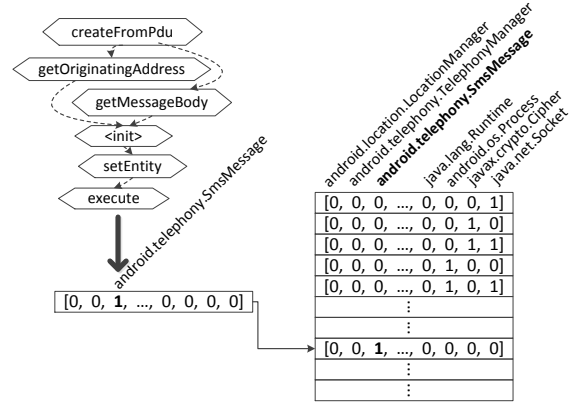 createFromPdu
getOriginatingAddress
getMessageBody
<init>
setEntity
execute
android.telephony.SmsMessage
[0, 0, 1, ..., 0, 0, 0, 0]
android.location.LocationManager
android.telephony.TelephonyManager
android.telephony.SmsMessage
java.lang.Runtime
android.os.Process
javax.crypto.Cipher
java.net.Socket
[0, 0, 0, ..., 0, 0, 0, 1]
[0, 0, 0, ..., 0, 0, 1, 0]
[0, 0, 0, ..., 0, 0, 1, 1]
[0, 0, 0, ..., 0, 1, 0, 0]
[0, 0, 0, ..., 0, 1, 0, 1]
⋮
⋮
[0, 0, 1, ..., 0, 0, 0, 0]
⋮
⋮